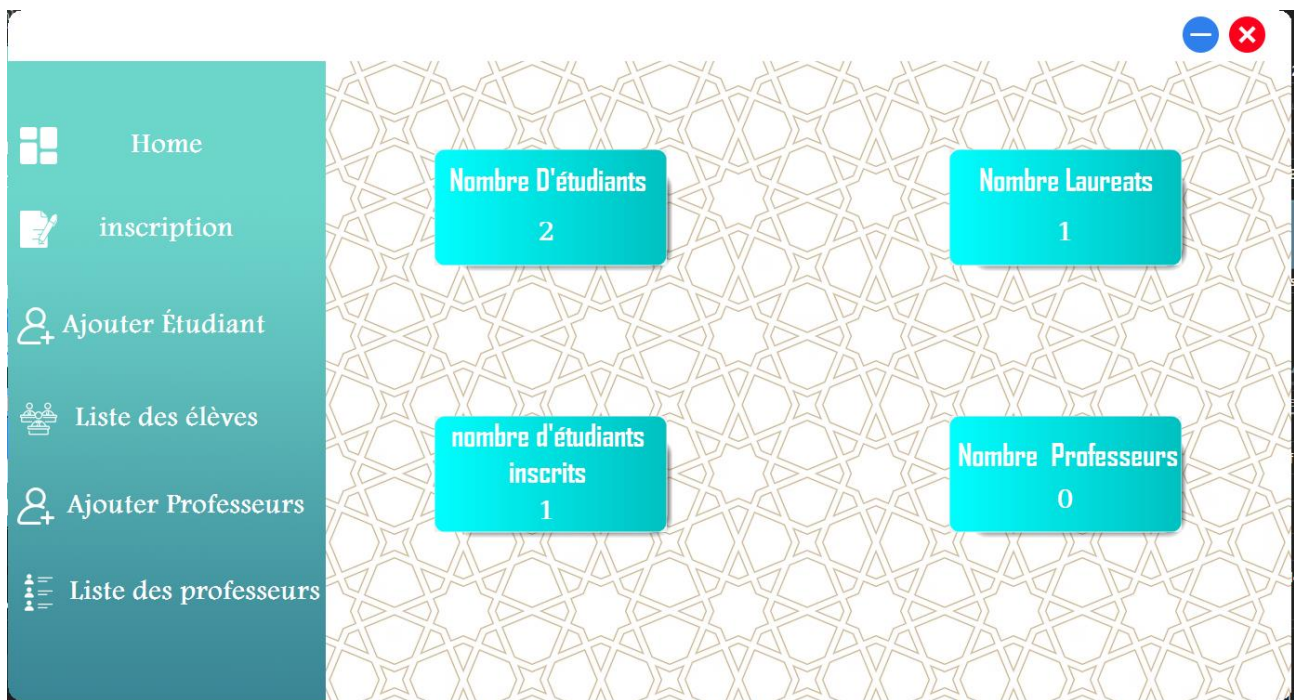 Home
inscription
Ajouter Étudiant
Liste des élèves
Ajouter Professeurs
Liste des professeurs
Nombre D'étudiants
2
Nombre Laureats
1
nombre d'étudiants
inscrits
1
Nombre Professeurs
0